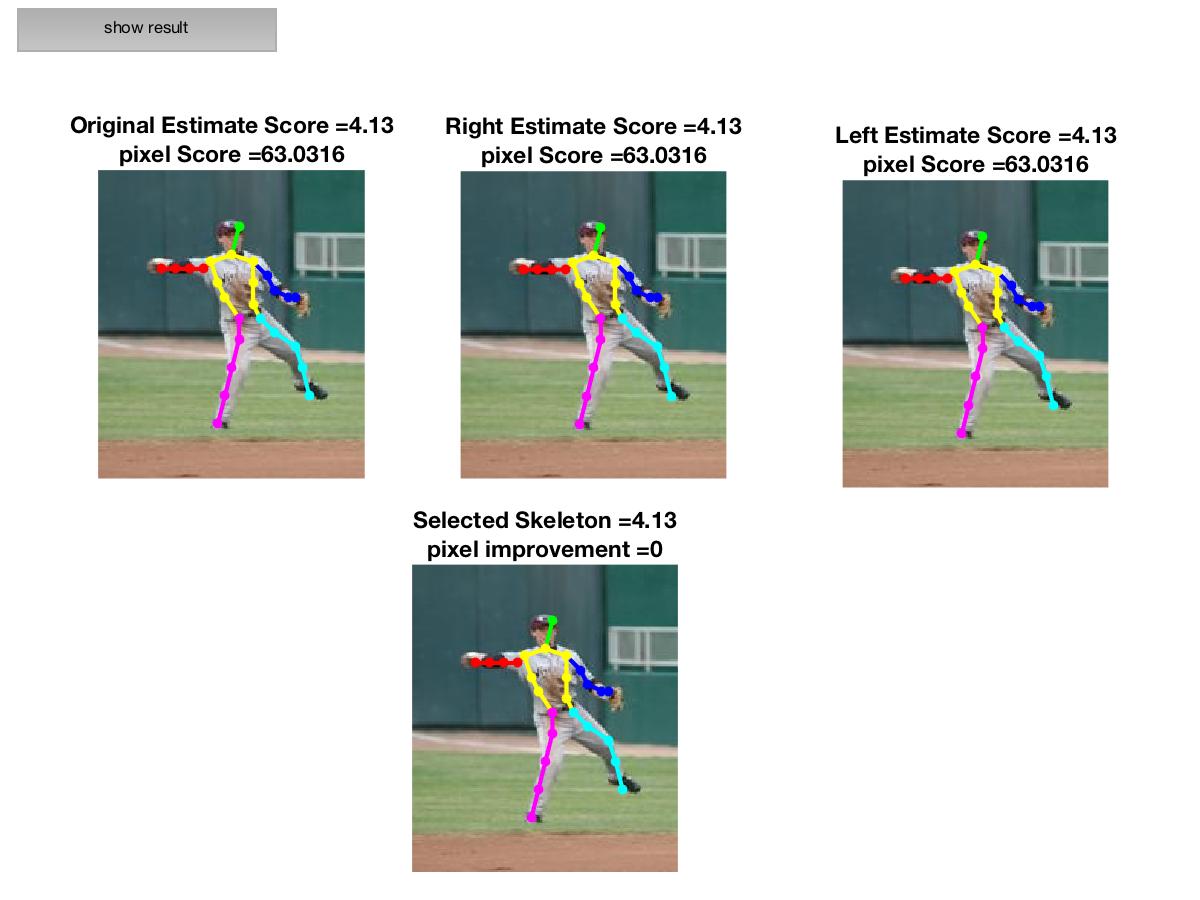 show result
Original Estimate Score =4.13
pixel Score =63.0316
Right Estimate Score =4.13
pixel Score =63.0316
Left Estimate Score =4.13
pixel Score =63.0316
Selected Skeleton =4.13
pixel improvement =0